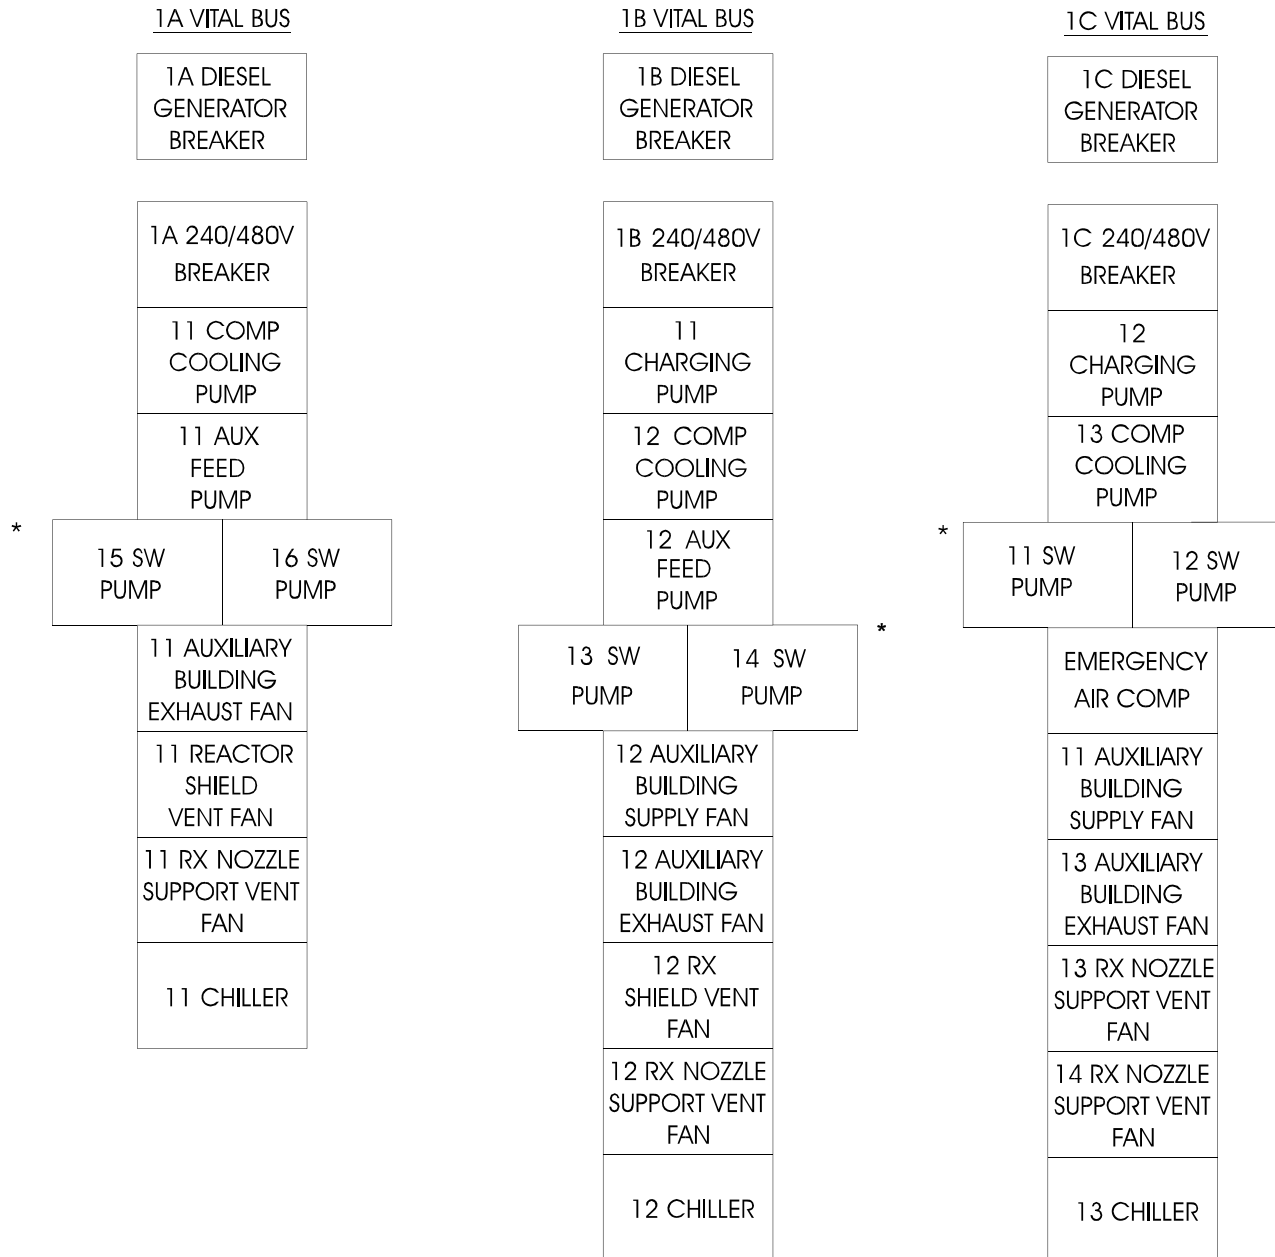 1A VITAL BUS
1A DIESEL
GENERATOR
BREAKER
1A 240/480V
BREAKER
11 COMP
COOLING
PUMP
11 AUX
FEED
PUMP
*
15 SW
PUMP
16 SW
PUMP
11 AUXILIARY
BUILDING
EXHAUST FAN
11 REACTOR
SHIELD
VENT FAN
11 RX NOZZLE
SUPPORT VENT
FAN
11 CHILLER
1B VITAL BUS
1B DIESEL
GENERATOR
BREAKER
1B 240/480V
BREAKER
11
CHARGING
PUMP
12 COMP
COOLING
PUMP
12 AUX
FEED
PUMP
13 SW
PUMP
14 SW
PUMP
*
12 AUXILIARY
BUILDING
SUPPLY FAN
12 AUXILIARY
BUILDING
EXHAUST FAN
12 RX
SHIELD VENT
FAN
12 RX NOZZLE
SUPPORT VENT
FAN
12 CHILLER
1C VITAL BUS
1C DIESEL
GENERATOR
BREAKER
1C 240/480V
BREAKER
12
CHARGING
PUMP
13 COMP
COOLING
PUMP
*
11 SW
PUMP
12 SW
PUMP
EMERGENCY
AIR COMP
11 AUXILIARY
BUILDING
SUPPLY FAN
13 AUXILIARY
BUILDING
EXHAUST FAN
13 RX NOZZLE
SUPPORT VENT
FAN
14 RX NOZZLE
SUPPORT VENT
FAN
13 CHILLER